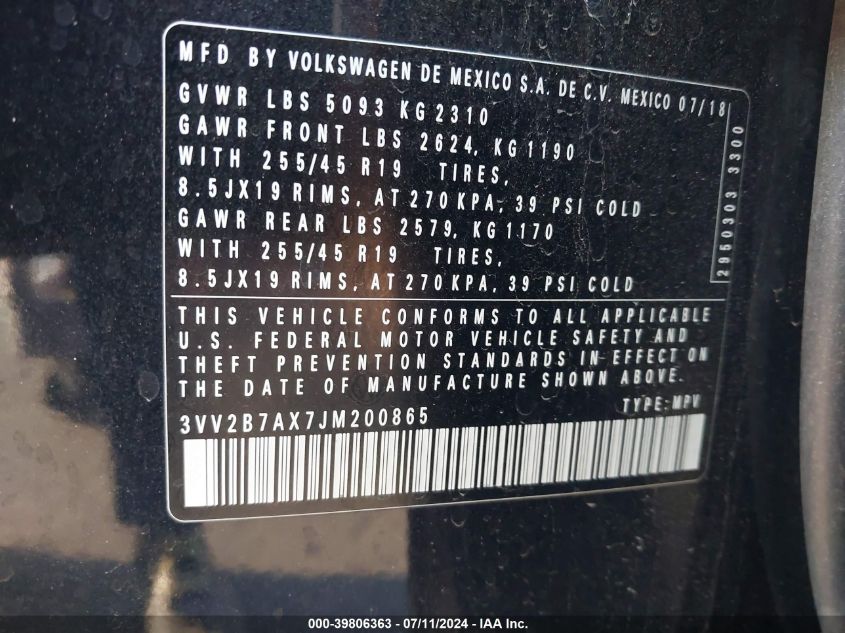 MFD BY VOLKSWAGEN DE MEXICO S.A. DE C.V. MEXICO 07/18
GVWR LBS 5093 KG 2310
GAWR FRONT LBS 2624, KG 1190
WITH 255/45 R19 TIRES,
8.5JX19 RIMS, AT 270 KPA, 39 PSI COLD
GAWR REAR LBS 2579, KG 1170
WITH 255/45 R19 TIRES,
8.5JX19 RIMS, AT 270 KPA, 39 PSI COLD
2950303 3300
THIS VEHICLE CONFORMS TO ALL APPLICABLE
U.S. FEDERAL MOTOR VEHICLE SAFETY AND
THEFT PREVENTION STANDARDS IN EFFECT ON
THE DATE OF MANUFACTURE SHOWN ABOVE.
3VV2B7AX7JM200865 TYPE:MPV
000-39806363 - 07/11/2024 - IAA Inc.